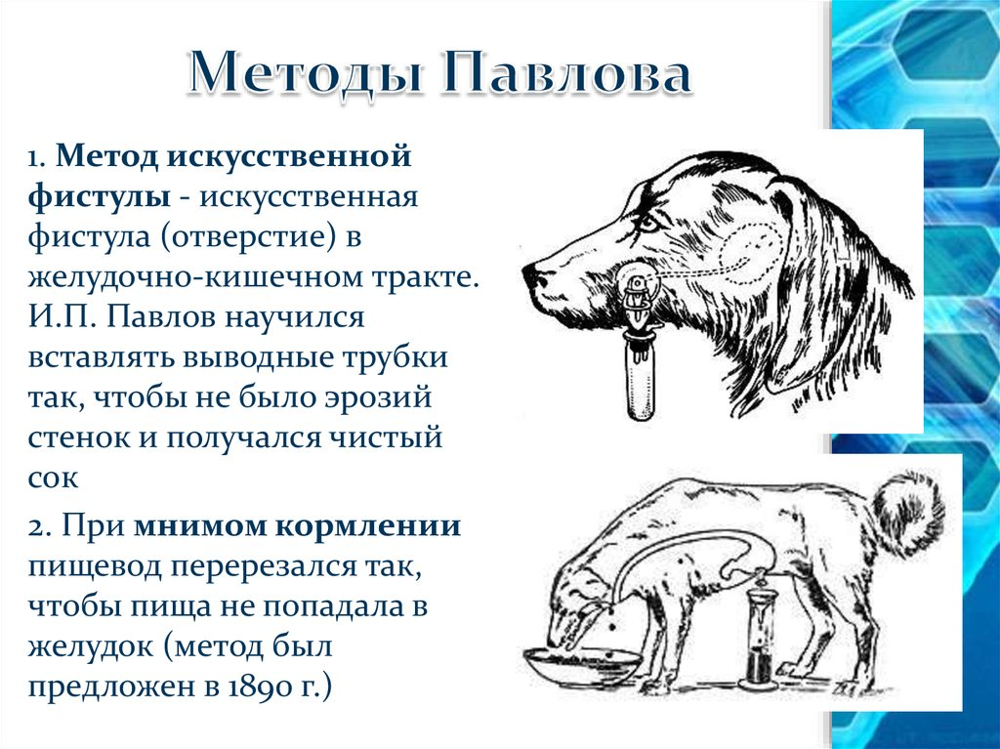 Методы Павлова
1. Метод искусственной
фистулы - искусственная
фистула (отверстие) в
желудочно-кишечном тракте.
И.П. Павлов научился
вставлять выводные трубки
так, чтобы не было эрозий
стенок и получался чистый
сок
2. При мнимом кормлении
пищевод перерезался так,
чтобы пища не попадала в
желудок (метод был
предложен в 1890 г.)